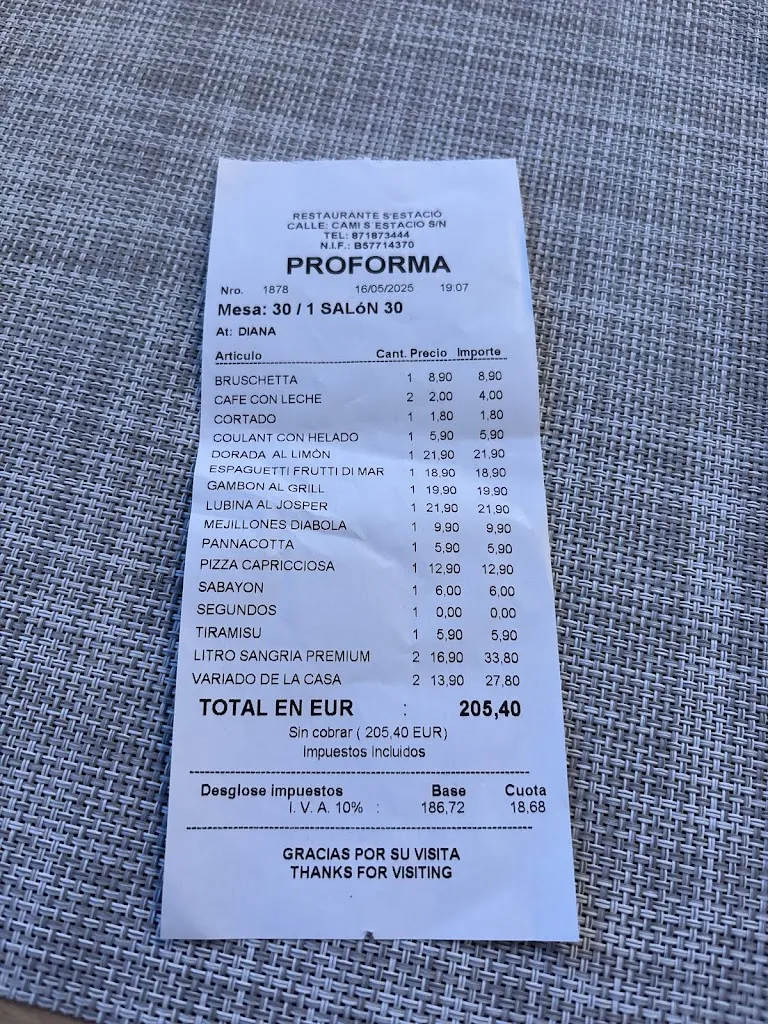 RESTAURANTE S'ESTACIÓ
CALLE: CAMI S´ESTACIO S/N
TEL: 871873444
N.I.F.: B57714370
PROFORMA
Nro. 1878 16/05/2025 19:07
Mesa: 30 / 1 SALóN 30
At: DIANA
Articulo Cant. Precio Importe
BRUSCHETTA 1 8,90 8,90
CAFE CON LECHE 2 2,00 4,00
CORTADO 1 1,80 1,80
COULANT CON HELADO 1 5,90 5,90
DORADA AL LIMÓN 1 21,90 21,90
ESPAGUETTI FRUTTI DI MAR 1 18,90 18,90
GAMBON AL GRILL 1 19,90 19,90
LUBINA AL JOSPER 1 21,90 21,90
MEJILLONES DIABOLA 1 9,90 9,90
PANNACOTTA 1 5,90 5,90
PIZZA CAPRICCIOSA 1 12,90 12,90
SABAYON 1 6,00 6,00
SEGUNDOS 1 0,00 0,00
TIRAMISU 1 5,90 5,90
LITRO SANGRIA PREMIUM 2 16,90 33,80
VARIADO DE LA CASA 2 13,90 27,80
TOTAL EN EUR : 205,40
Sin cobrar ( 205,40 EUR)
Impuestos Incluidos
Desglose impuestos Base Cuota
I. V. A. 10% : 186,72 18,68
GRACIAS POR SU VISITA
THANKS FOR VISITING